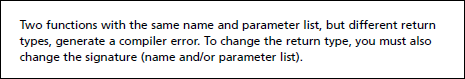 Two functions with the same name and parameter list, but different return
types, generate a compiler error. To change the return type, you must also
change the signature (name and/or parameter list).